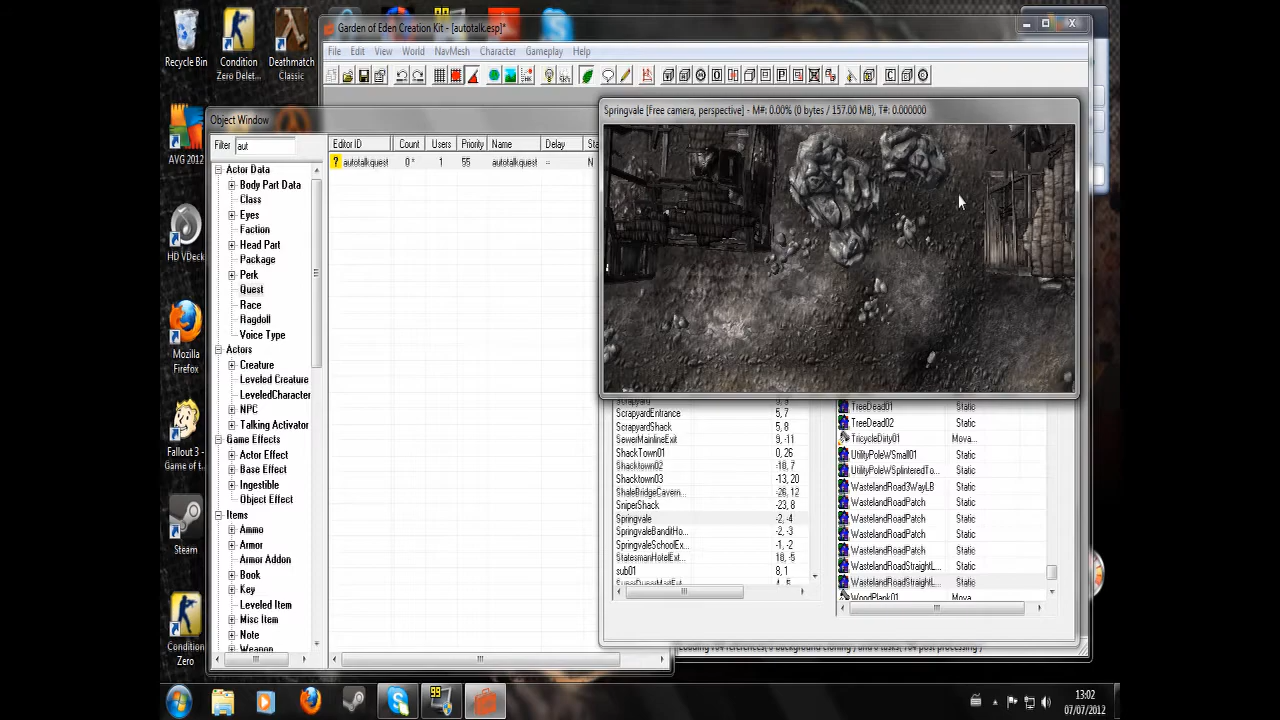 Recycle Bin
Condition
Zero Delet...
Deathmatch
Classic
AVG 2012
HD VDeck
Mozilla
Firefox
Fallout 3 -
Game of t...
Steam
Condition
Zero
Garden of Eden Creation Kit - [autotalk.esp]*
File Edit View World NavMesh Character Gameplay Help
Object Window
Filter aut
Editor ID Count Users Priority Name Delay Sta
autotalkquest 0 * 1 55 autotalkquest -- N
Actor Data
Body Part Data
Class
Eyes
Faction
Head Part
Package
Perk
Quest
Race
Ragdoll
Voice Type
Actors
Creature
Leveled Creature
LeveledCharacter
NPC
Talking Activator
Game Effects
Actor Effect
Base Effect
Ingestible
Object Effect
Items
Ammo
Armor
Armor Addon
Book
Key
Leveled Item
Misc Item
Note
Weapon
Springvale [Free camera, perspective] - M#: 0.00% (0 bytes / 157.00 MB), T#: 0.000000
Scrapyard 9, 7
ScrapyardEntrance 5, 7
ScrapyardShack 5, 8
SewerMainlineExit 9, -11
ShackTown01 0, 26
Shacktown02 -18, 7
Shacktown03 -13, 20
ShaleBridgeCavern... -26, 12
SniperShack -23, 8
Springvale -2, -4
SpringvaleBanditHo... -2, -3
SpringvaleSchoolEx... -1, -2
StatesmanHotelExt... 18, -5
sub01 8, 1
TreeDead01 Static
TreeDead02 Static
TricycleDirty01 Mova...
UtilityPoleWSmall01 Static
UtilityPoleWSplinteredTo... Static
WastelandRoad3WayLB Static
WastelandRoadPatch Static
WastelandRoadPatch Static
WastelandRoadPatch Static
WastelandRoadPatch Static
WastelandRoadStraightL... Static
WastelandRoadStraightL... Static
WoodPlank01 Mova
13:02
07/07/2012